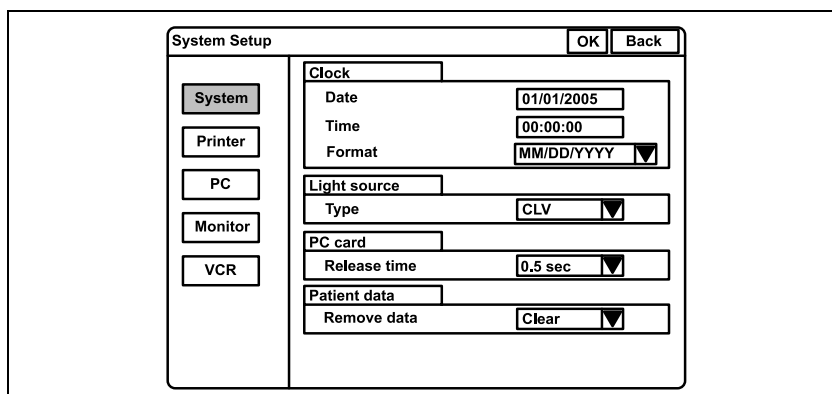 System Setup OK Back
System
Printer
PC
Monitor
VCR
Clock
Date 01/01/2005
Time 00:00:00
Format MM/DD/YYYY
Light source
Type CLV
PC card
Release time 0.5 sec
Patient data
Remove data Clear